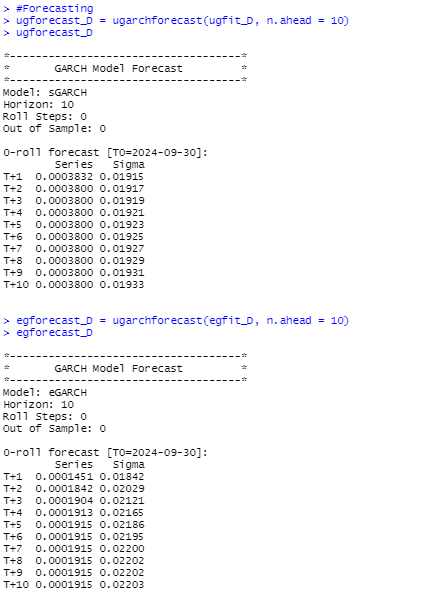 > #Forecasting
> ugforecast_D = ugarchforecast(ugfit_D, n.ahead = 10)
> ugforecast_D

*------------------------------------*
*       GARCH Model Forecast         *
*------------------------------------*
Model: sGARCH
Horizon: 10
Roll Steps: 0
Out of Sample: 0

0-roll forecast [T0=2024-09-30]:
        Series   Sigma
T+1  0.0003832 0.01915
T+2  0.0003800 0.01917
T+3  0.0003800 0.01919
T+4  0.0003800 0.01921
T+5  0.0003800 0.01923
T+6  0.0003800 0.01925
T+7  0.0003800 0.01927
T+8  0.0003800 0.01929
T+9  0.0003800 0.01931
T+10 0.0003800 0.01933

> egforecast_D = ugarchforecast(egfit_D, n.ahead = 10)
> egforecast_D

*------------------------------------*
*       GARCH Model Forecast         *
*------------------------------------*
Model: eGARCH
Horizon: 10
Roll Steps: 0
Out of Sample: 0

0-roll forecast [T0=2024-09-30]:
        Series   Sigma
T+1  0.0001451 0.01842
T+2  0.0001842 0.02029
T+3  0.0001904 0.02121
T+4  0.0001913 0.02165
T+5  0.0001915 0.02186
T+6  0.0001915 0.02195
T+7  0.0001915 0.02200
T+8  0.0001915 0.02202
T+9  0.0001915 0.02202
T+10 0.0001915 0.02203